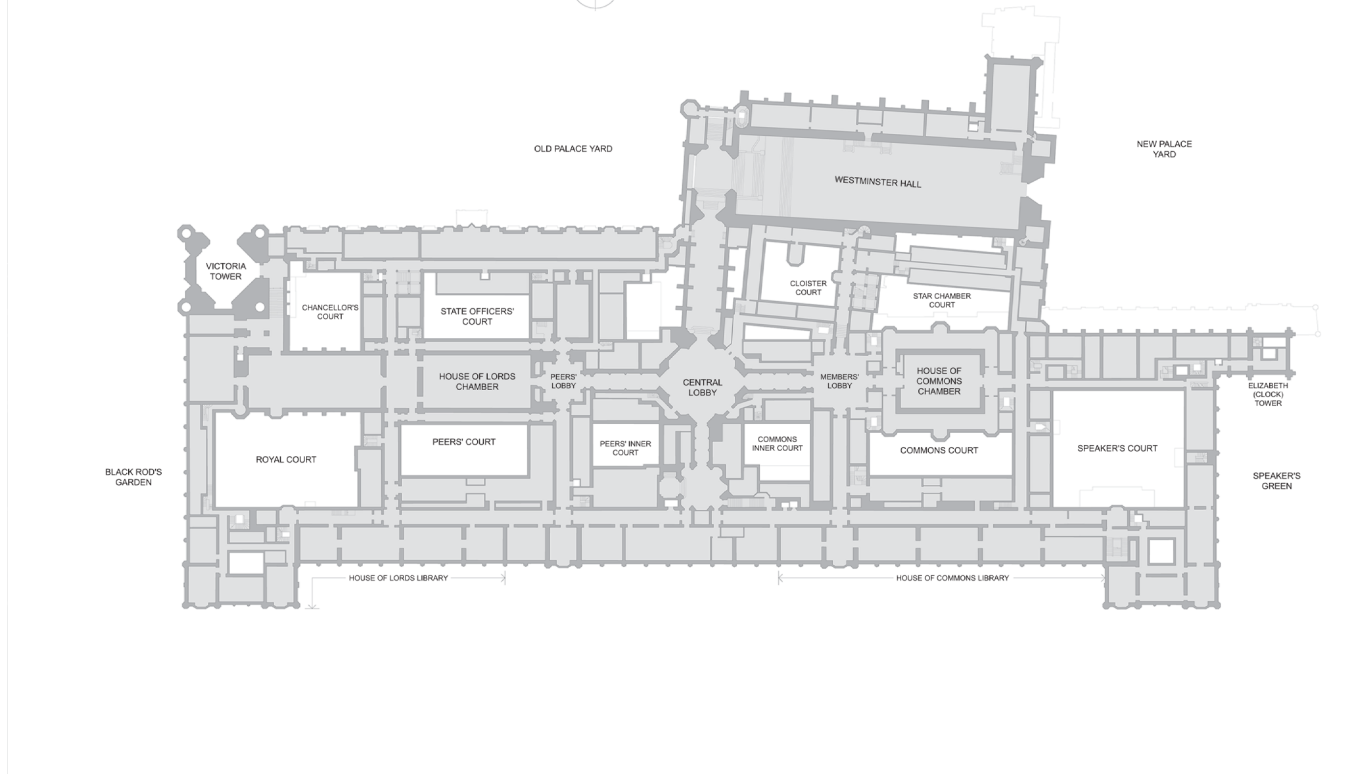 OLD PALACE YARD
NEW PALACE
YARD
WESTMINSTER HALL
VICTORIA
TOWER
CHANCELLOR'S
COURT
STATE OFFICERS'
COURT
CLOISTER
COURT
STAR CHAMBER
COURT
HOUSE OF LORDS
CHAMBER
PEERS'
LOBBY
CENTRAL
LOBBY
MEMBERS'
LOBBY
HOUSE OF
COMMONS
CHAMBER
ELIZABETH
(CLOCK)
TOWER
BLACK ROD'S
GARDEN
ROYAL COURT
PEERS' COURT
PEERS' INNER
COURT
COMMONS
INNER COURT
COMMONS COURT
SPEAKER'S COURT
SPEAKER'S
GREEN
HOUSE OF LORDS LIBRARY
HOUSE OF COMMONS LIBRARY